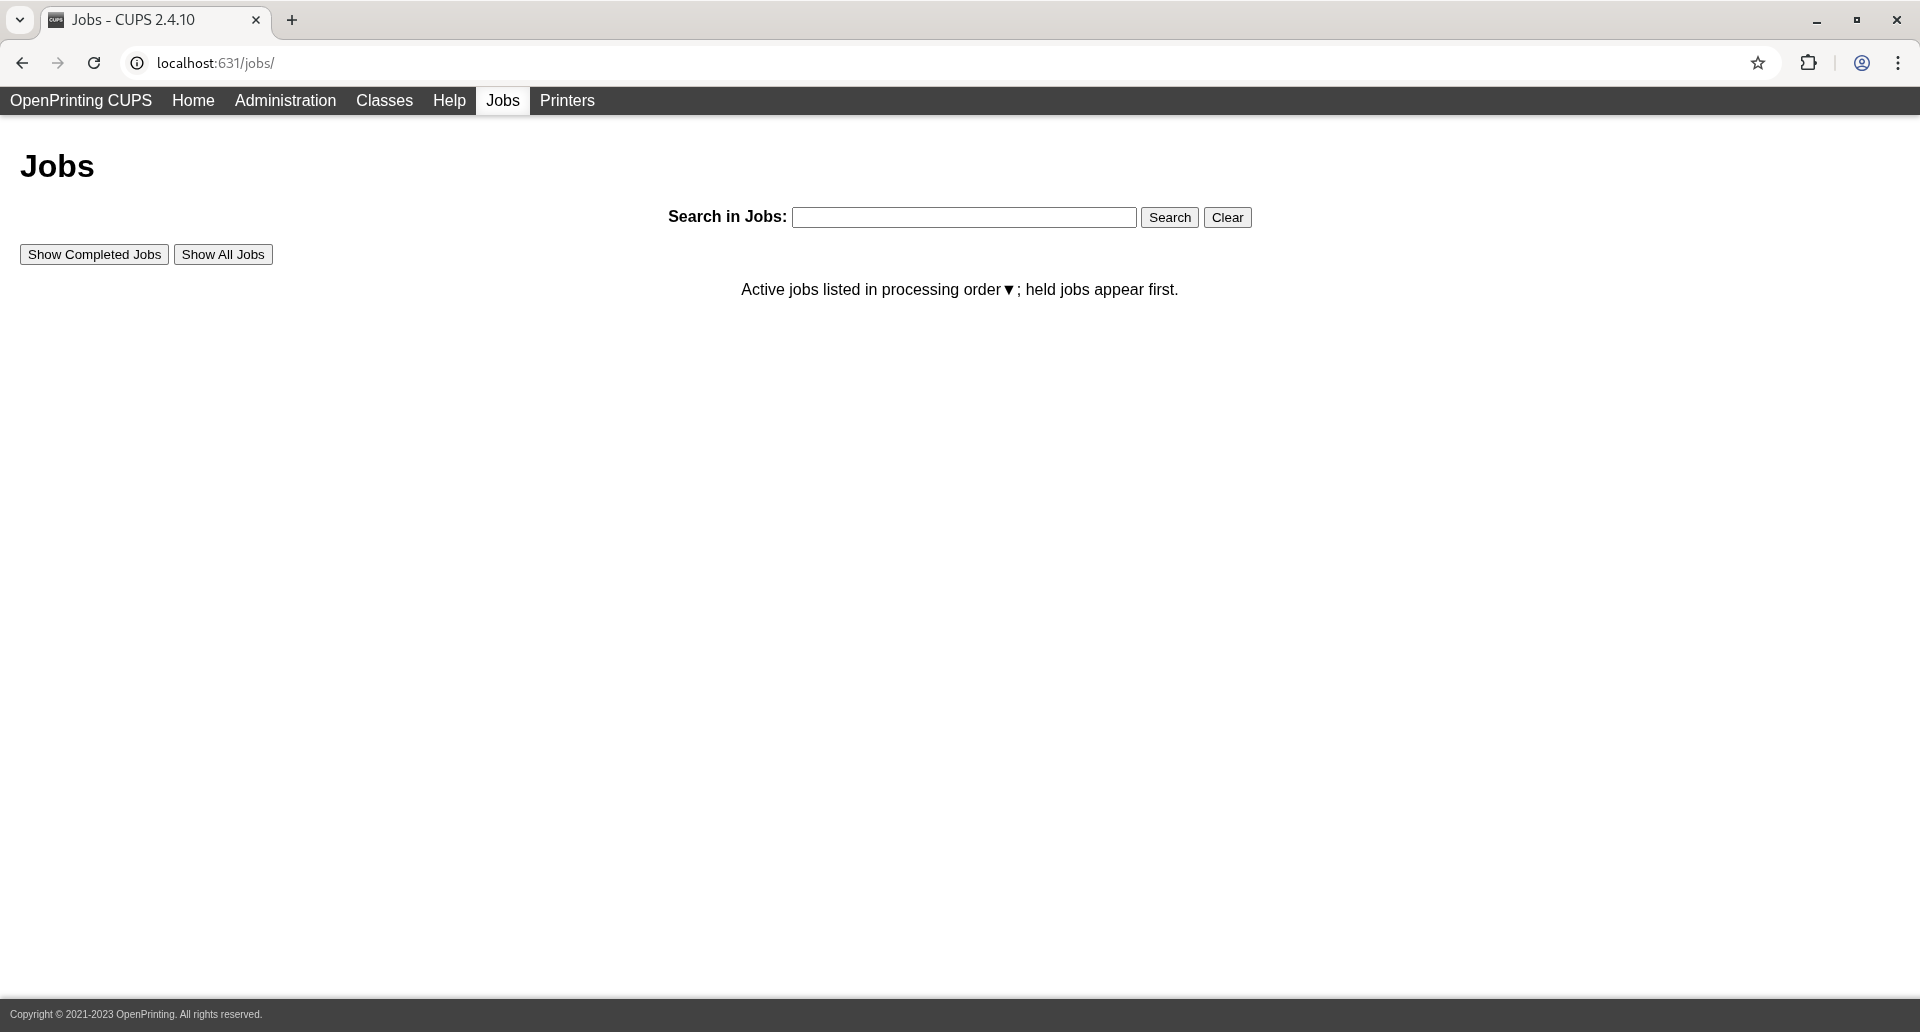 Jobs - CUPS 2.4.10
localhost:631/jobs/
OpenPrinting CUPS Home Administration Classes Help Jobs Printers
Jobs
Search in Jobs: Search Clear
Show Completed Jobs Show All Jobs
Active jobs listed in processing order▼; held jobs appear first.
Copyright © 2021-2023 OpenPrinting. All rights reserved.